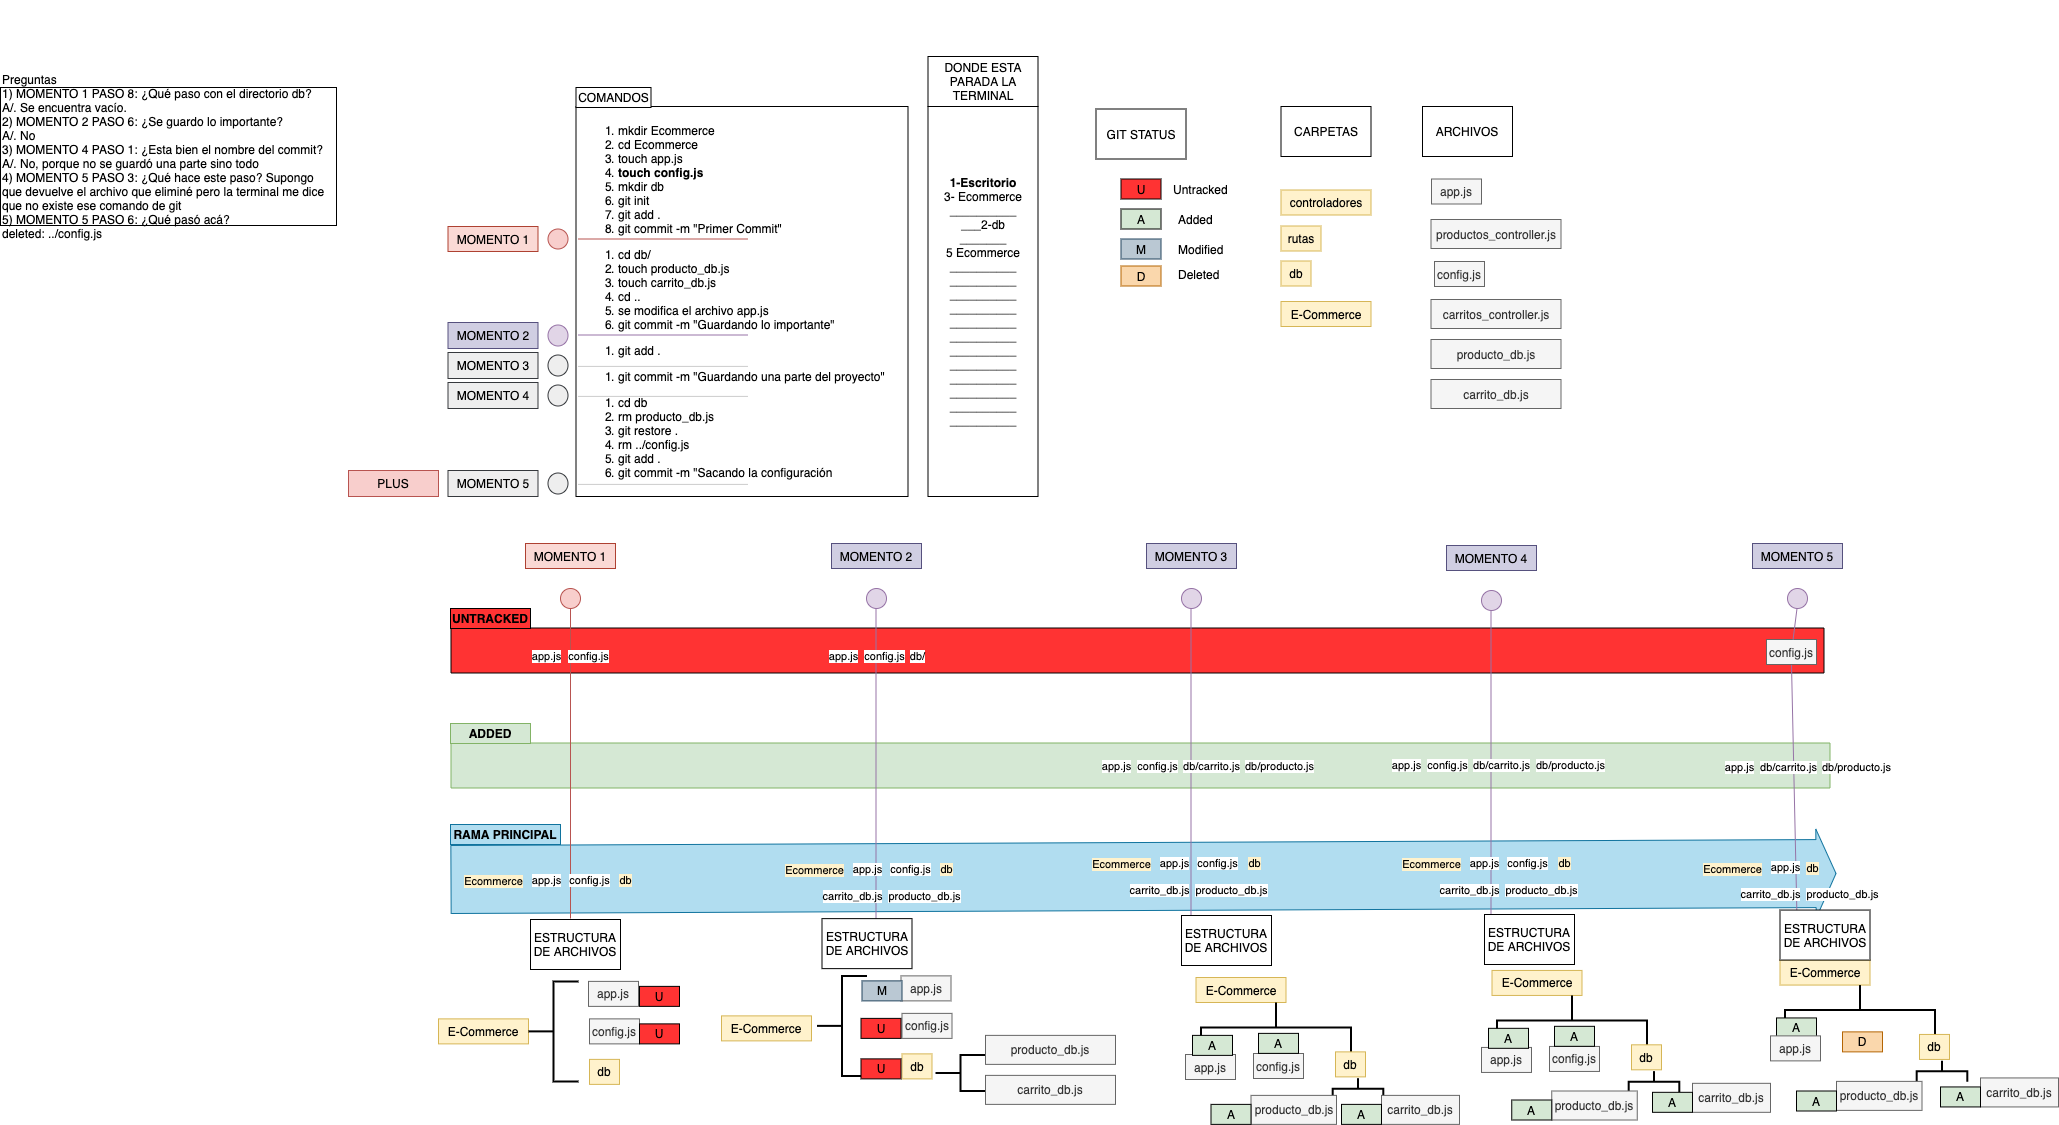 Preguntas
1) MOMENTO 1 PASO 8: ¿Qué paso con el directorio db?
A/. Se encuentra vacío.
2) MOMENTO 2 PASO 6: ¿Se guardo lo importante?
A/. No
3) MOMENTO 4 PASO 1: ¿Esta bien el nombre del commit?
A/. No, porque no se guardó una parte sino todo
4) MOMENTO 5 PASO 3: ¿Qué hace este paso? Supongo
que devuelve el archivo que eliminé pero la terminal me dice
que no existe ese comando de git
5) MOMENTO 5 PASO 6: ¿Qué pasó acá?
deleted: ../config.js
COMANDOS
1. mkdir Ecommerce
2. cd Ecommerce
3. touch app.js
4. touch config.js
5. mkdir db
6. git init
7. git add .
8. git commit -m "Primer Commit"
MOMENTO 1
1. cd db/
2. touch producto_db.js
3. touch carrito_db.js
4. cd ..
5. se modifica el archivo app.js
6. git commit -m "Guardando lo importante"
MOMENTO 2
1. git add .
MOMENTO 3
1. git commit -m "Guardando una parte del proyecto"
MOMENTO 4
1. cd db
2. rm producto_db.js
3. git restore .
4. rm ../config.js
5. git add .
6. git commit -m "Sacando la configuración
PLUS
MOMENTO 5
DONDE ESTA
PARADA LA
TERMINAL
1-Escritorio
3- Ecommerce
___2-db
5 Ecommerce
GIT STATUS
U Untracked
A Added
M Modified
D Deleted
CARPETAS
controladores
rutas
db
E-Commerce
ARCHIVOS
app.js
productos_controller.js
config.js
carritos_controller.js
producto_db.js
carrito_db.js
MOMENTO 1
MOMENTO 2
MOMENTO 3
MOMENTO 4
MOMENTO 5
UNTRACKED
app.js config.js
app.js config.js db/
config.js
ADDED
app.js config.js db/carrito.js db/producto.js
app.js config.js db/carrito.js db/producto.js
app.js db/carrito.js db/producto.js
RAMA PRINCIPAL
Ecommerce app.js config.js db
Ecommerce app.js config.js db
carrito_db.js producto_db.js
Ecommerce app.js config.js db
carrito_db.js producto_db.js
Ecommerce app.js config.js db
carrito_db.js producto_db.js
Ecommerce app.js db
carrito_db.js producto_db.js
ESTRUCTURA
DE ARCHIVOS
E-Commerce
app.js U
config.js U
db
ESTRUCTURA
DE ARCHIVOS
E-Commerce
M app.js
U config.js
U db
producto_db.js
carrito_db.js
ESTRUCTURA
DE ARCHIVOS
E-Commerce
A A
app.js config.js db
A producto_db.js A carrito_db.js
ESTRUCTURA
DE ARCHIVOS
E-Commerce
A A
app.js config.js db
A producto_db.js A carrito_db.js
ESTRUCTURA
DE ARCHIVOS
E-Commerce
A
app.js D db
A producto_db.js A carrito_db.js